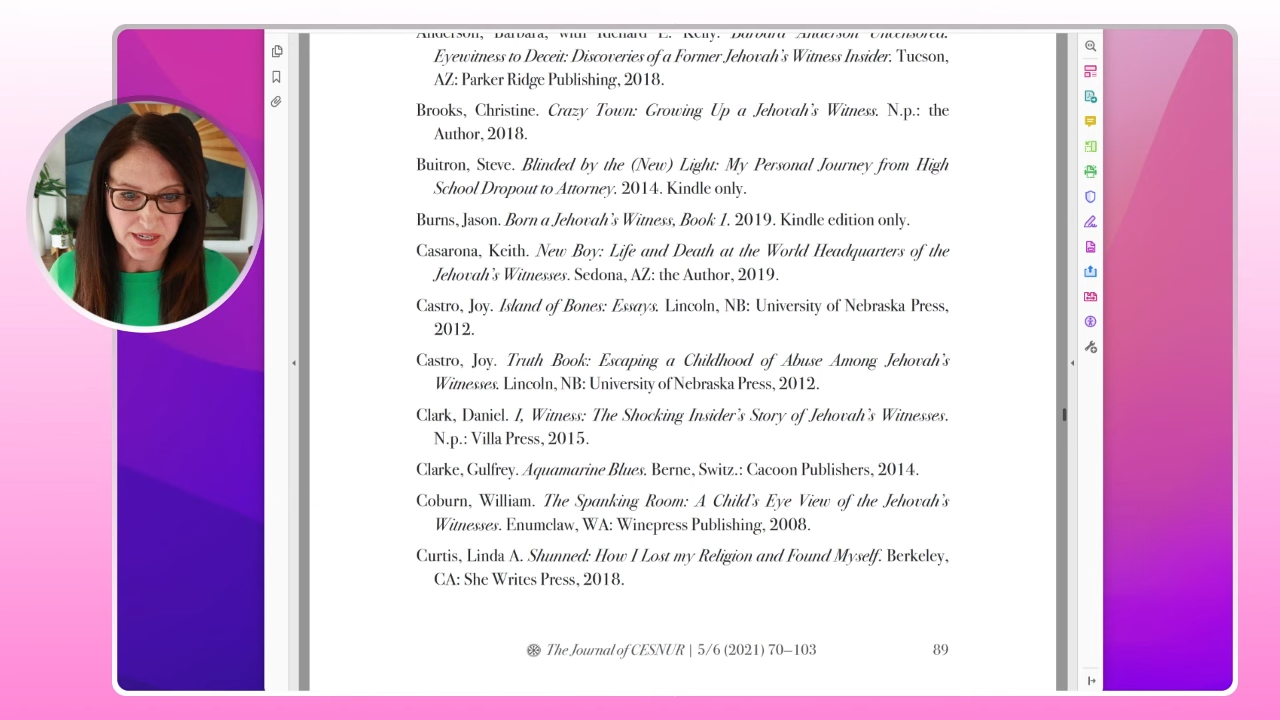 Anderson, Barbara, with Richard E. Kelly. Barbara Anderson Uncensored.
Eyewitness to Deceit: Discoveries of a Former Jehovah's Witness Insider. Tucson,
AZ: Parker Ridge Publishing, 2018.
Brooks, Christine. Crazy Town: Growing Up a Jehovah's Witness. N.p.: the
Author, 2018.
Buitron, Steve. Blinded by the (New) Light: My Personal Journey from High
School Dropout to Attorney. 2014. Kindle only.
Burns, Jason. Born a Jehovah's Witness, Book 1. 2019. Kindle edition only.
Casarona, Keith. New Boy: Life and Death at the World Headquarters of the
Jehovah's Witnesses. Sedona, AZ: the Author, 2019.
Castro, Joy. Island of Bones: Essays. Lincoln, NB: University of Nebraska Press,
2012.
Castro, Joy. Truth Book: Escaping a Childhood of Abuse Among Jehovah's
Witnesses. Lincoln, NB: University of Nebraska Press, 2012.
Clark, Daniel. I, Witness: The Shocking Insider's Story of Jehovah's Witnesses.
N.p.: Villa Press, 2015.
Clarke, Gulfrey. Aquamarine Blues. Berne, Switz.: Cacoon Publishers, 2014.
Coburn, William. The Spanking Room: A Child's Eye View of the Jehovah's
Witnesses. Enumclaw, WA: Winepress Publishing, 2008.
Curtis, Linda A. Shunned: How I Lost my Religion and Found Myself. Berkeley,
CA: She Writes Press, 2018.
The Journal of CESNUR | 5/6 (2021) 70—103 89